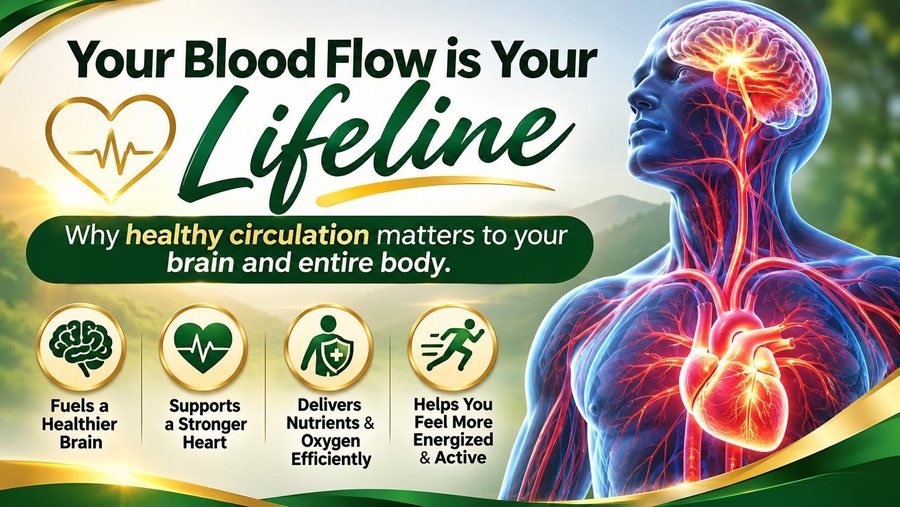 Your Blood Flow is Your
Lifeline
Why healthy circulation matters to your
brain and entire body.
Fuels a
Healthier
Brain
Supports
a Stronger
Heart
Delivers
Nutrients &
Oxygen
Efficiently
Helps You
Feel More
Energized
& Active